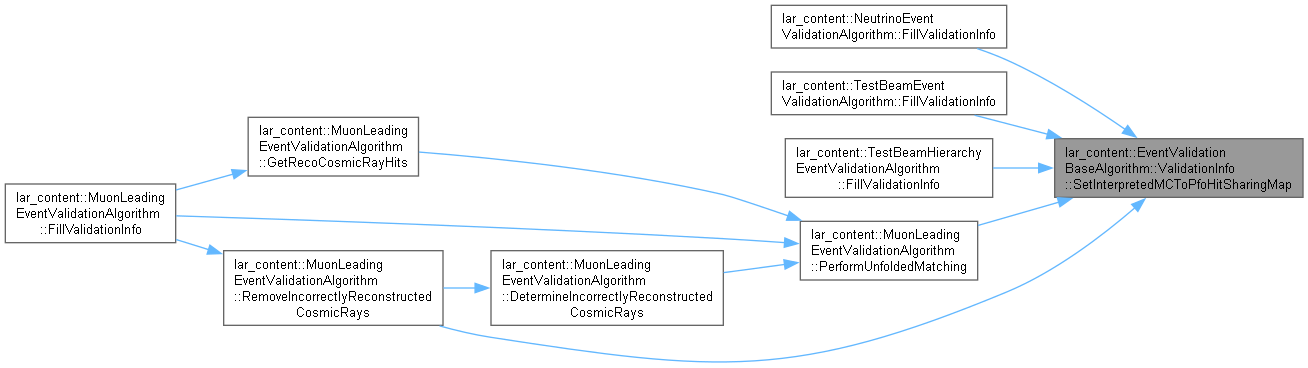 lar_content::NeutrinoEvent
ValidationAlgorithm::FillValidationInfo
lar_content::TestBeamEvent
ValidationAlgorithm::FillValidationInfo
lar_content::MuonLeading
EventValidationAlgorithm
::GetRecoCosmicRayHits
lar_content::TestBeamHierarchy
EventValidationAlgorithm
::FillValidationInfo
lar_content::EventValidation
BaseAlgorithm::ValidationInfo
::SetInterpretedMCToPfoHitSharingMap
lar_content::MuonLeading
EventValidationAlgorithm
::FillValidationInfo
lar_content::MuonLeading
EventValidationAlgorithm
::PerformUnfoldedMatching
lar_content::MuonLeading
EventValidationAlgorithm
::RemoveIncorrectlyReconstructed
CosmicRays
lar_content::MuonLeading
EventValidationAlgorithm
::DetermineIncorrectlyReconstructed
CosmicRays